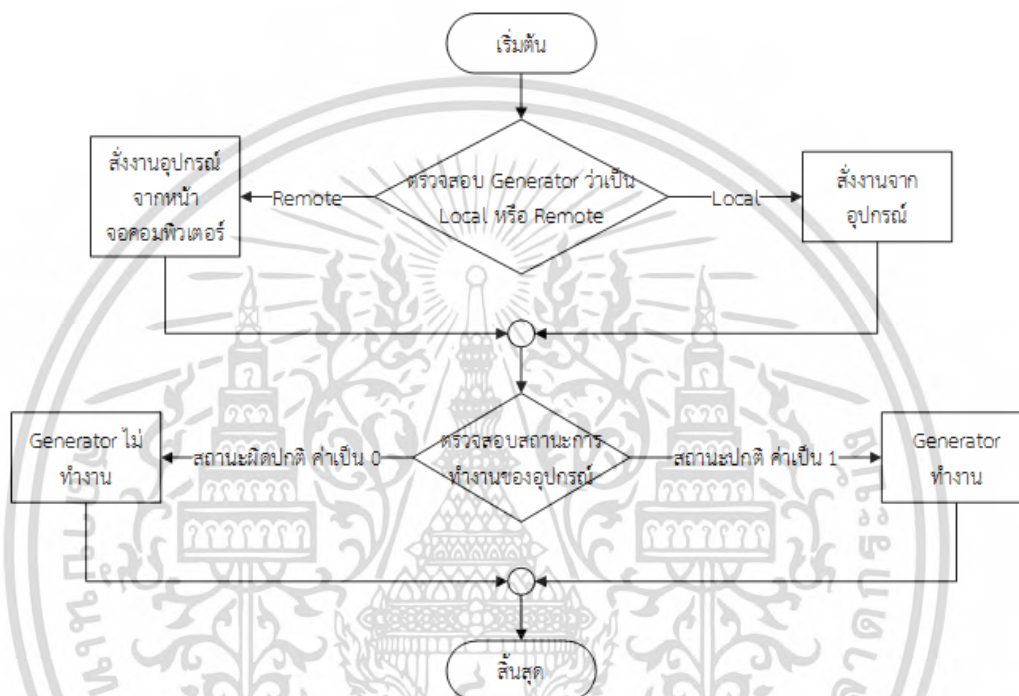 เริ่มต้น
สั่งงานอุปกรณ์
จากหน้า
จอคอมพิวเตอร์
Remote
ตรวจสอบ Generator ว่าเป็น
Local หรือ Remote
Local
สั่งงานจาก
อุปกรณ์
Generator ไม่
ทำงาน
สถานะผิดปกติ ค่าเป็น 0
ตรวจสอบสถานะการ
ทำงานของอุปกรณ์
สถานะปกติ ค่าเป็น 1
Generator
ทำงาน
สิ้นสุด